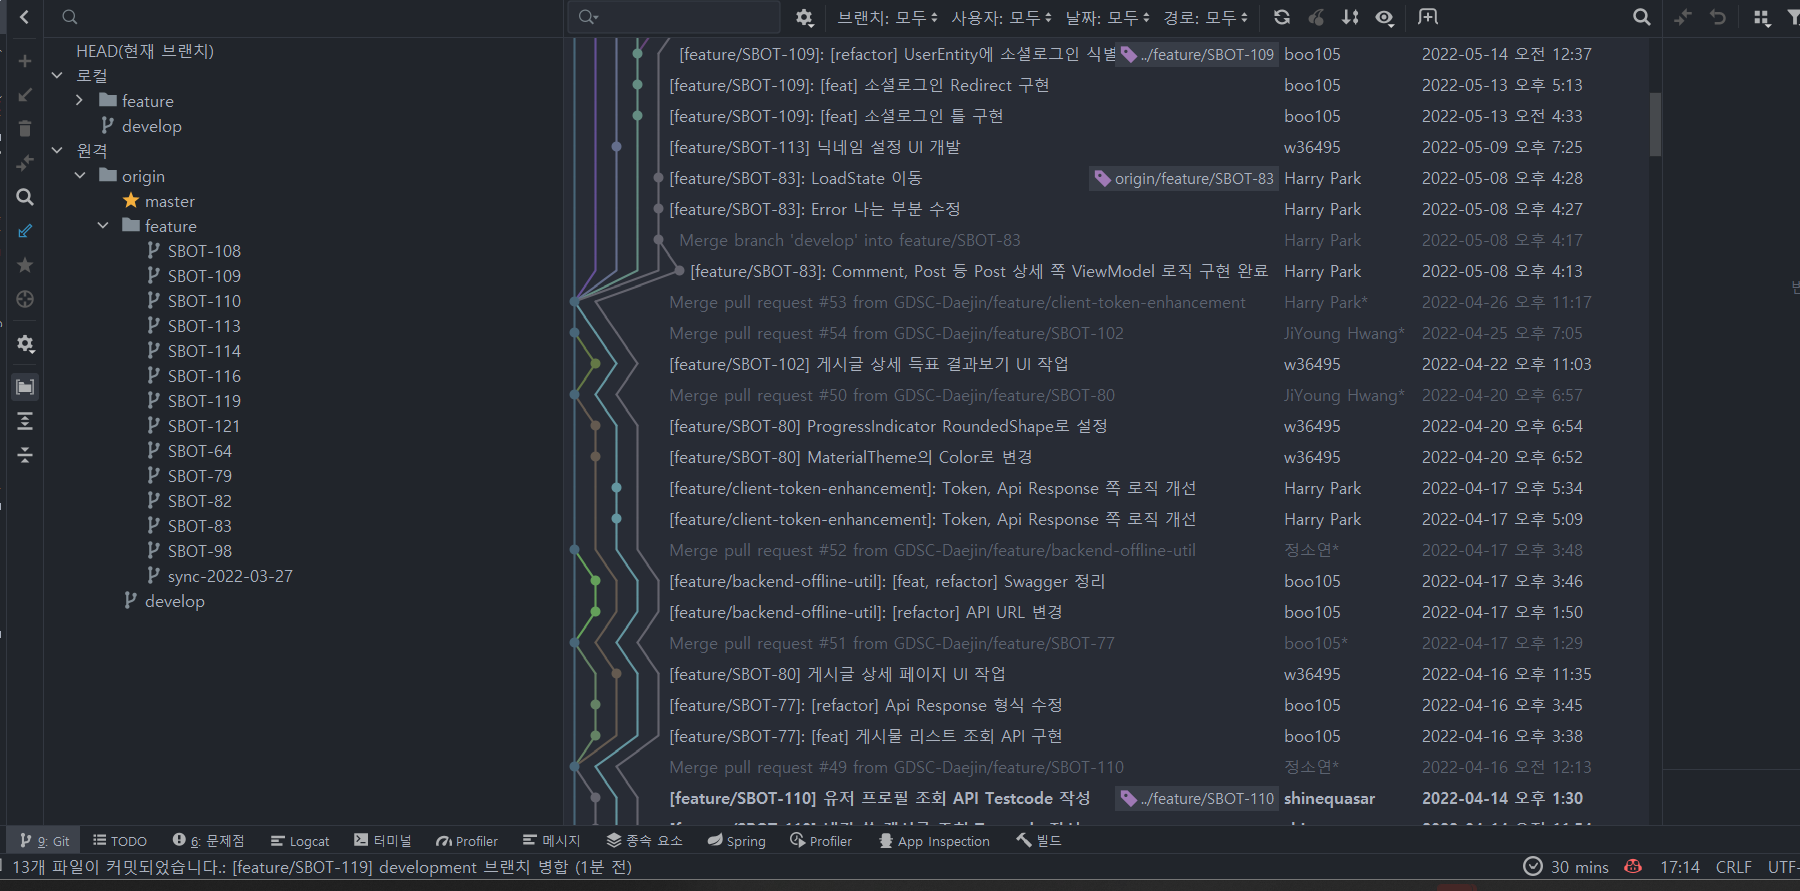 브랜치: 모두 사용자: 모두 날짜: 모두 경로: 모두
HEAD(현재 브랜치)
로컬
feature
develop
원격
origin
master
feature
SBOT-108
SBOT-109
SBOT-110
SBOT-113
SBOT-114
SBOT-116
SBOT-119
SBOT-121
SBOT-64
SBOT-79
SBOT-82
SBOT-83
SBOT-98
sync-2022-03-27
develop
[feature/SBOT-109]: [refactor] UserEntity에 소셜로그인 식별 ../feature/SBOT-109 boo105 2022-05-14 오전 12:37
[feature/SBOT-109]: [feat] 소셜로그인 Redirect 구현 boo105 2022-05-13 오후 5:13
[feature/SBOT-109]: [feat] 소셜로그인 틀 구현 boo105 2022-05-13 오전 4:33
[feature/SBOT-113] 닉네임 설정 UI 개발 w36495 2022-05-09 오후 7:25
[feature/SBOT-83]: LoadState 이동 origin/feature/SBOT-83 Harry Park 2022-05-08 오후 4:28
[feature/SBOT-83]: Error 나는 부분 수정 Harry Park 2022-05-08 오후 4:27
Merge branch 'develop' into feature/SBOT-83 Harry Park 2022-05-08 오후 4:17
[feature/SBOT-83]: Comment, Post 등 Post 상세 쪽 ViewModel 로직 구현 완료 Harry Park 2022-05-08 오후 4:13
Merge pull request #53 from GDSC-Daejin/feature/client-token-enhancement Harry Park* 2022-04-26 오후 11:17
Merge pull request #54 from GDSC-Daejin/feature/SBOT-102 JiYoung Hwang* 2022-04-25 오후 7:05
[feature/SBOT-102] 게시글 상세 득표 결과보기 UI 작업 w36495 2022-04-22 오후 11:03
Merge pull request #50 from GDSC-Daejin/feature/SBOT-80 JiYoung Hwang* 2022-04-20 오후 6:57
[feature/SBOT-80] ProgressIndicator RoundedShape로 설정 w36495 2022-04-20 오후 6:54
[feature/SBOT-80] MaterialTheme의 Color로 변경 w36495 2022-04-20 오후 6:52
[feature/client-token-enhancement]: Token, Api Response 쪽 로직 개선 Harry Park 2022-04-17 오후 5:34
[feature/client-token-enhancement]: Token, Api Response 쪽 로직 개선 Harry Park 2022-04-17 오후 5:09
Merge pull request #52 from GDSC-Daejin/feature/backend-offline-util 정소연* 2022-04-17 오후 3:48
[feature/backend-offline-util]: [feat, refactor] Swagger 정리 boo105 2022-04-17 오후 3:46
[feature/backend-offline-util]: [refactor] API URL 변경 boo105 2022-04-17 오후 1:50
Merge pull request #51 from GDSC-Daejin/feature/SBOT-77 boo105* 2022-04-17 오후 1:29
[feature/SBOT-80] 게시글 상세 페이지 UI 작업 w36495 2022-04-16 오후 11:35
[feature/SBOT-77]: [refactor] Api Response 형식 수정 boo105 2022-04-16 오후 3:45
[feature/SBOT-77]: [feat] 게시물 리스트 조회 API 구현 boo105 2022-04-16 오후 3:38
Merge pull request #49 from GDSC-Daejin/feature/SBOT-110 정소연* 2022-04-16 오전 12:13
[feature/SBOT-110] 유저 프로필 조회 API Testcode 작성 ../feature/SBOT-110 shinequasar 2022-04-14 오후 1:30
9: Git TODO 6: 문제점 Logcat 터미널 Profiler 메시지 종속 요소 Spring Profiler App Inspection 빌드
13개 파일이 커밋되었습니다.: [feature/SBOT-119] development 브랜치 병합 (1분 전) 30 mins 17:14 CRLF UTF-